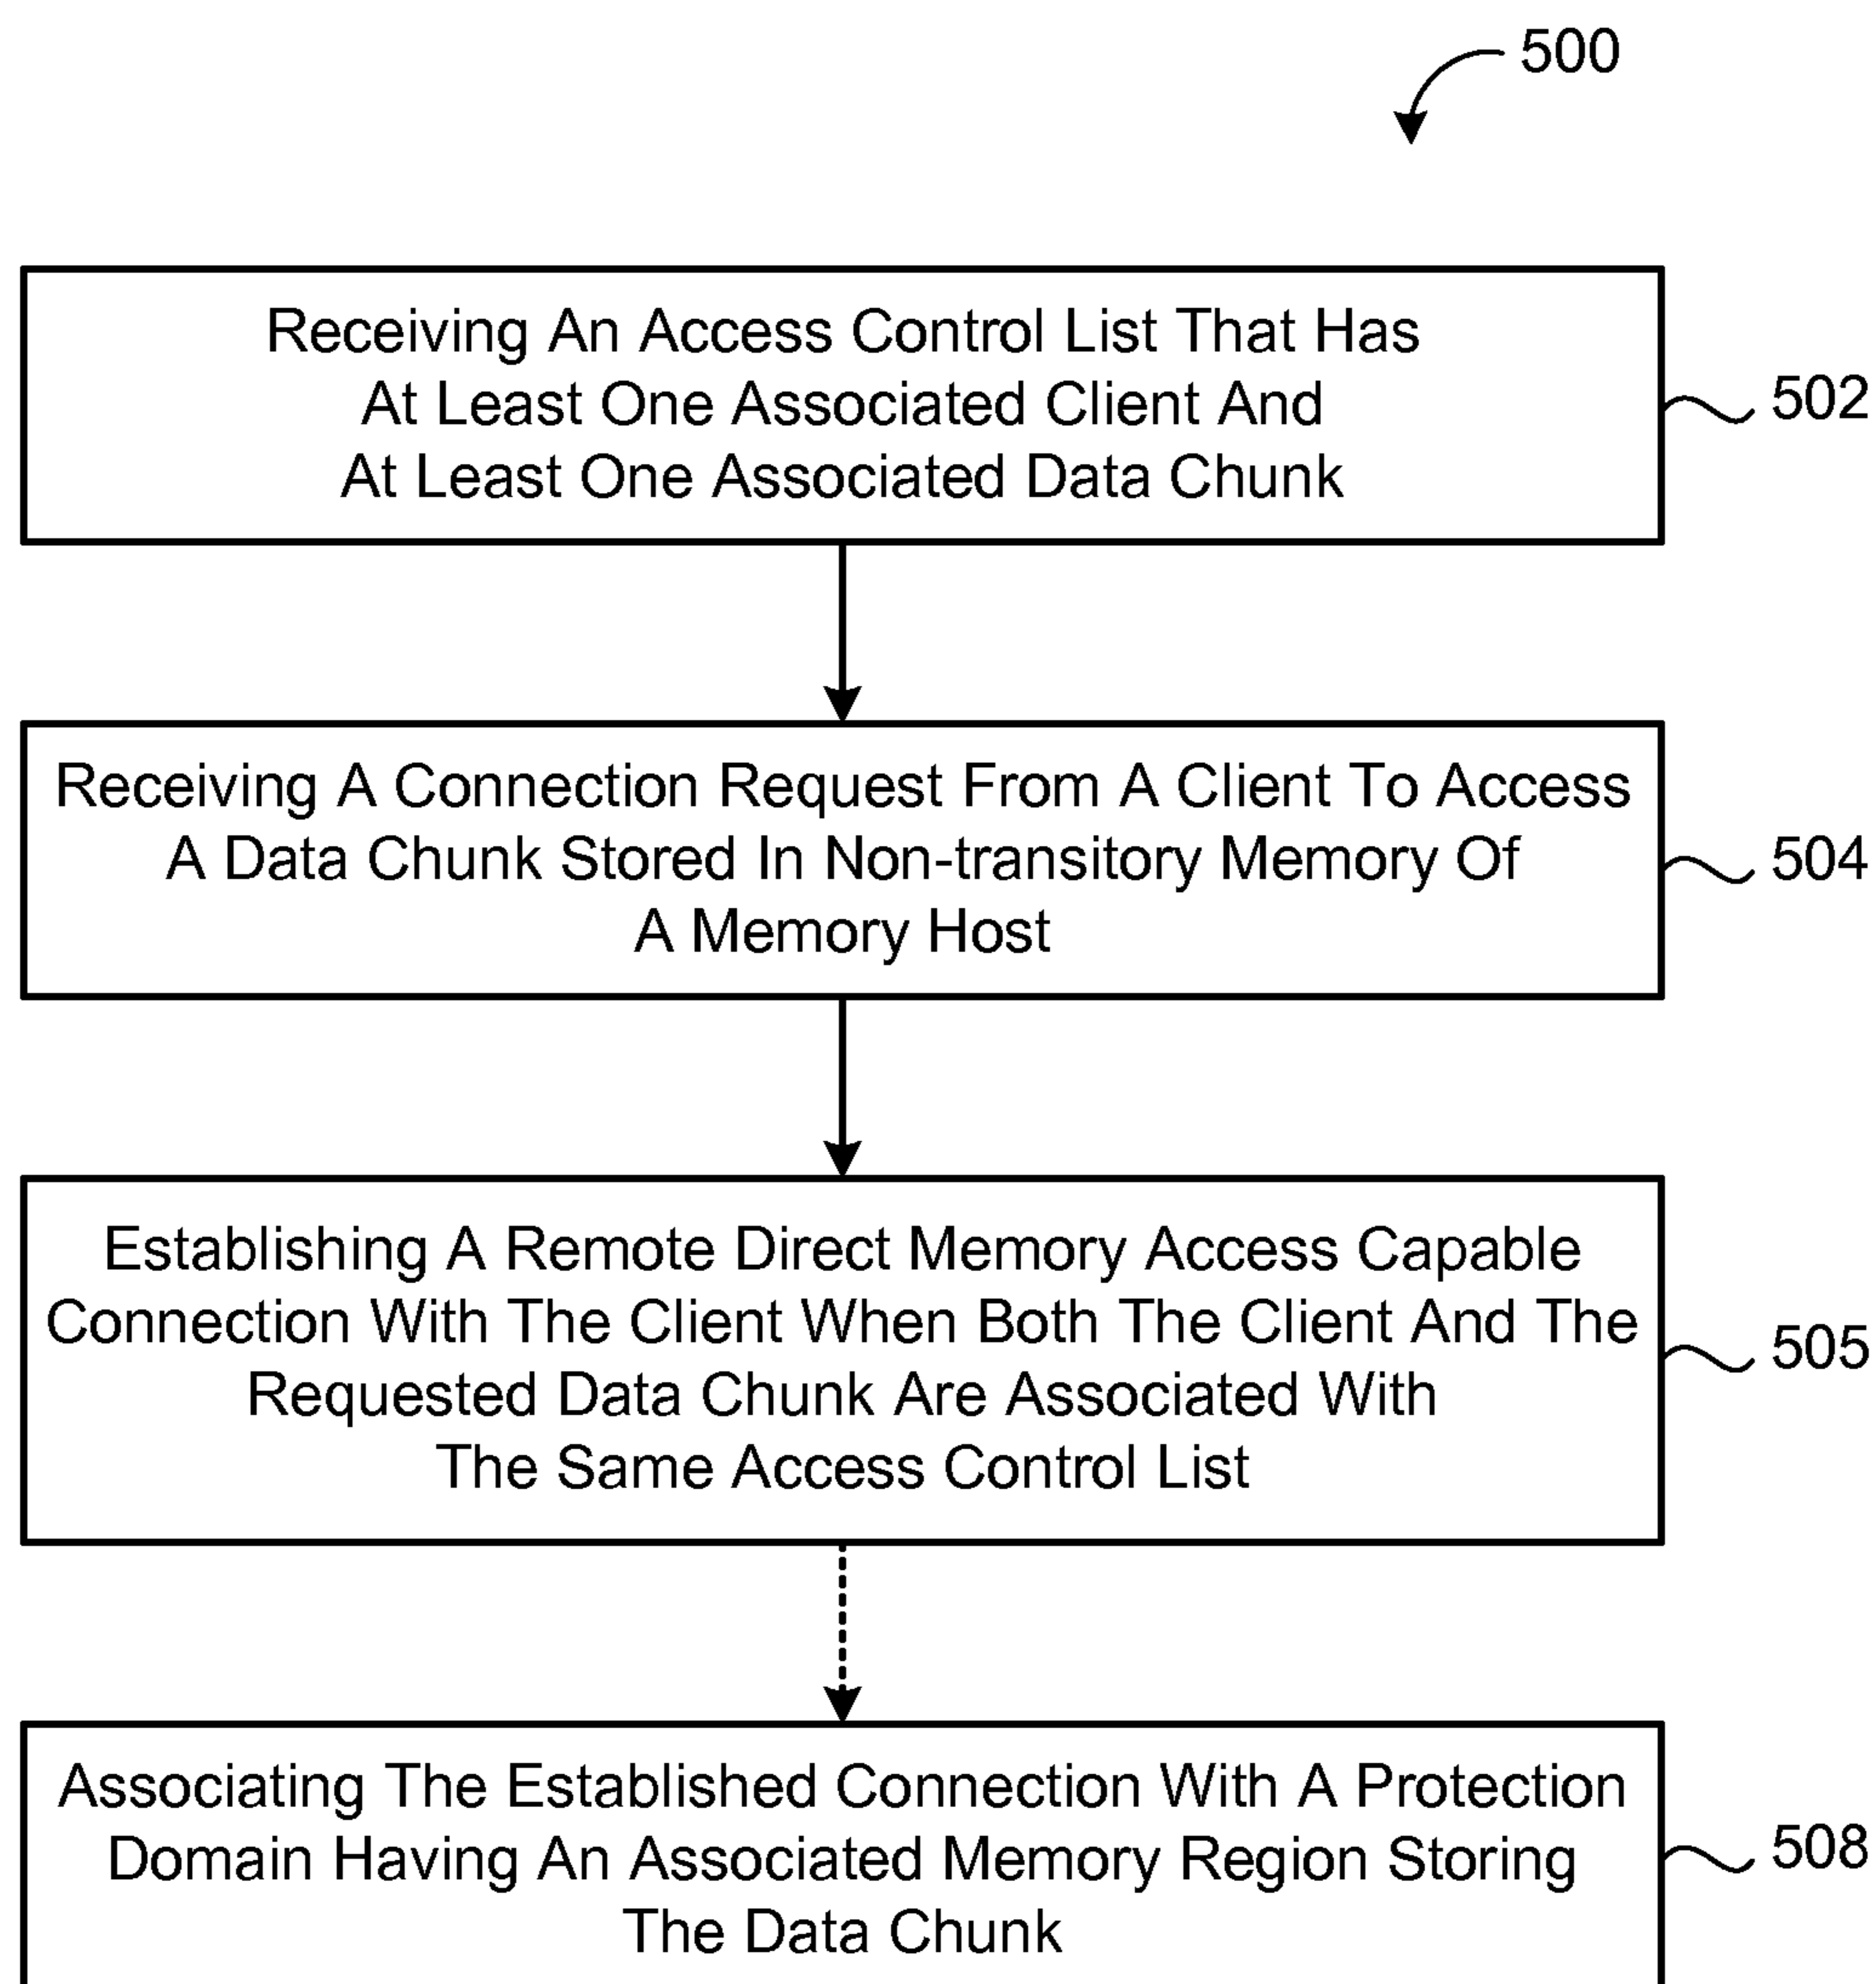 500
Receiving An Access Control List That Has
At Least One Associated Client And
At Least One Associated Data Chunk
502
Receiving A Connection Request From A Client To Access
A Data Chunk Stored In Non-transitory Memory Of
A Memory Host
504
Establishing A Remote Direct Memory Access Capable
Connection With The Client When Both The Client And The
Requested Data Chunk Are Associated With
The Same Access Control List
505
Associating The Established Connection With A Protection
Domain Having An Associated Memory Region Storing
The Data Chunk
508